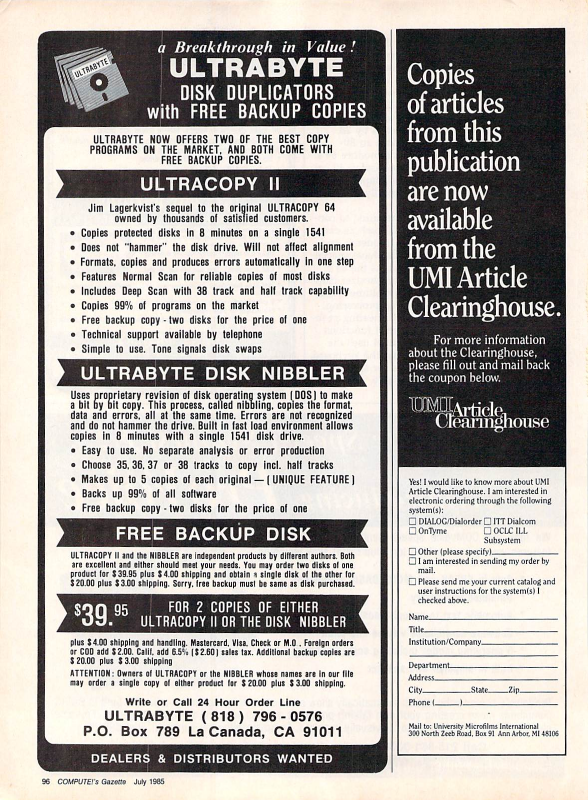 a Breakthrough in Value !
ULTRABYTE
ULTRABYTE
DISK DUPLICATORS
with FREE BACKUP COPIES
ULTRABYTE NOW OFFERS TWO OF THE BEST COPY
PROGRAMS ON THE MARKET, AND BOTH COME WITH
FREE BACKUP COPIES.
ULTRACOPY II
Jim Lagerkvist's sequel to the original ULTRACOPY 64
owned by thousands of satisfied customers.
• Copies protected disks in 8 minutes on a single 1541
• Does not "hammer" the disk drive. Will not affect alignment
• Formats, copies and produces errors automatically in one step
• Features Normal Scan for reliable copies of most disks
• Includes Deep Scan with 38 track and half track capability
• Copies 99% of programs on the market
• Free backup copy - two disks for the price of one
• Technical support available by telephone
• Simple to use. Tone signals disk swaps
ULTRABYTE DISK NIBBLER
Uses proprietary revision of disk operating system (DOS) to make
a bit by bit copy. This process, called nibbling, copies the format,
data and errors, all at the same time. Errors are not recognized
and do not hammer the drive. Built in fast load environment allows
copies in 8 minutes with a single 1541 disk drive.
• Easy to use. No separate analysis or error production
• Choose 35, 36, 37 or 38 tracks to copy incl. half tracks
• Makes up to 5 copies of each original — (UNIQUE FEATURE)
• Backs up 99% of all software
• Free backup copy - two disks for the price of one
FREE BACKUP DISK
ULTRACOPY II and the NIBBLER are independent products by different authors. Both
are excellent and either should meet your needs. You may order two disks of one
product for $39.95 plus $4.00 shipping and obtain a single disk of the other for
$20.00 plus $3.00 shipping. Sorry, free backup must be same as disk purchased.
$39.95 FOR 2 COPIES OF EITHER
ULTRACOPY II OR THE DISK NIBBLER
plus $4.00 shipping and handling. Mastercard, Visa, Check or M.O. Foreign orders
or COD add $2.00. Calif. add 6.5% ($2.60) sales tax. Additional backup copies are
$20.00 plus $3.00 shipping
ATTENTION: Owners of ULTRACOPY or the NIBBLER whose names are in our file
may order a single copy of either product for $20.00 plus $3.00 shipping.
Write or Call 24 Hour Order Line
ULTRABYTE (818) 796-0576
P.O. Box 789 La Canada, CA 91011
DEALERS & DISTRIBUTORS WANTED
Copies
of articles
from this
publication
are now
available
from the
UMI Article
Clearinghouse.
For more information
about the Clearinghouse,
please fill out and mail back
the coupon below.
UMI Article
Clearinghouse
Yes! I would like to know more about UMI
Article Clearinghouse. I am interested in
electronic ordering through the following
system(s):
☐ DIALOG/Dialorder ☐ ITT Dialcom
☐ OnTyme ☐ OCLC ILL
Subsystem
☐ Other (please specify)
☐ I am interested in sending my order by
mail.
☐ Please send me your current catalog and
user instructions for the system(s) I
checked above.
Name
Title
Institution/Company
Department
Address
City State Zip
Phone ( )
Mail to: University Microfilms International
300 North Zeeb Road, Box 91 Ann Arbor, MI 48106
96 COMPUTE!'s Gazette July 1985